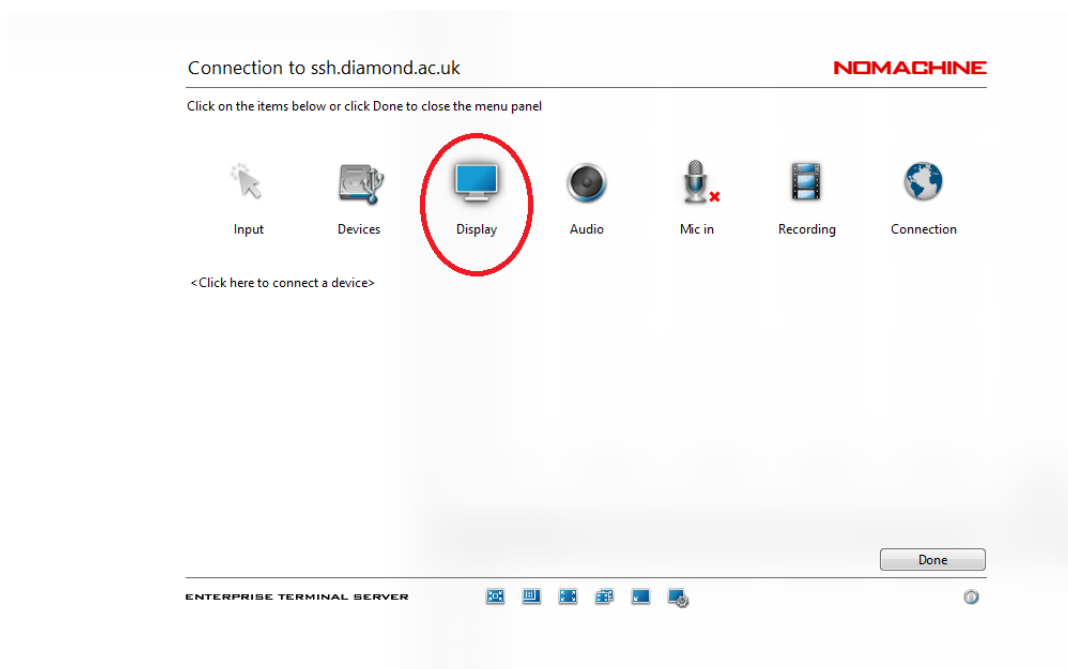 Connection to ssh.diamond.ac.uk NOMACHINE
Click on the items below or click Done to close the menu panel
Input Devices Display Audio Mic in Recording Connection
<Click here to connect a device>
Done
ENTERPRISE TERMINAL SERVER